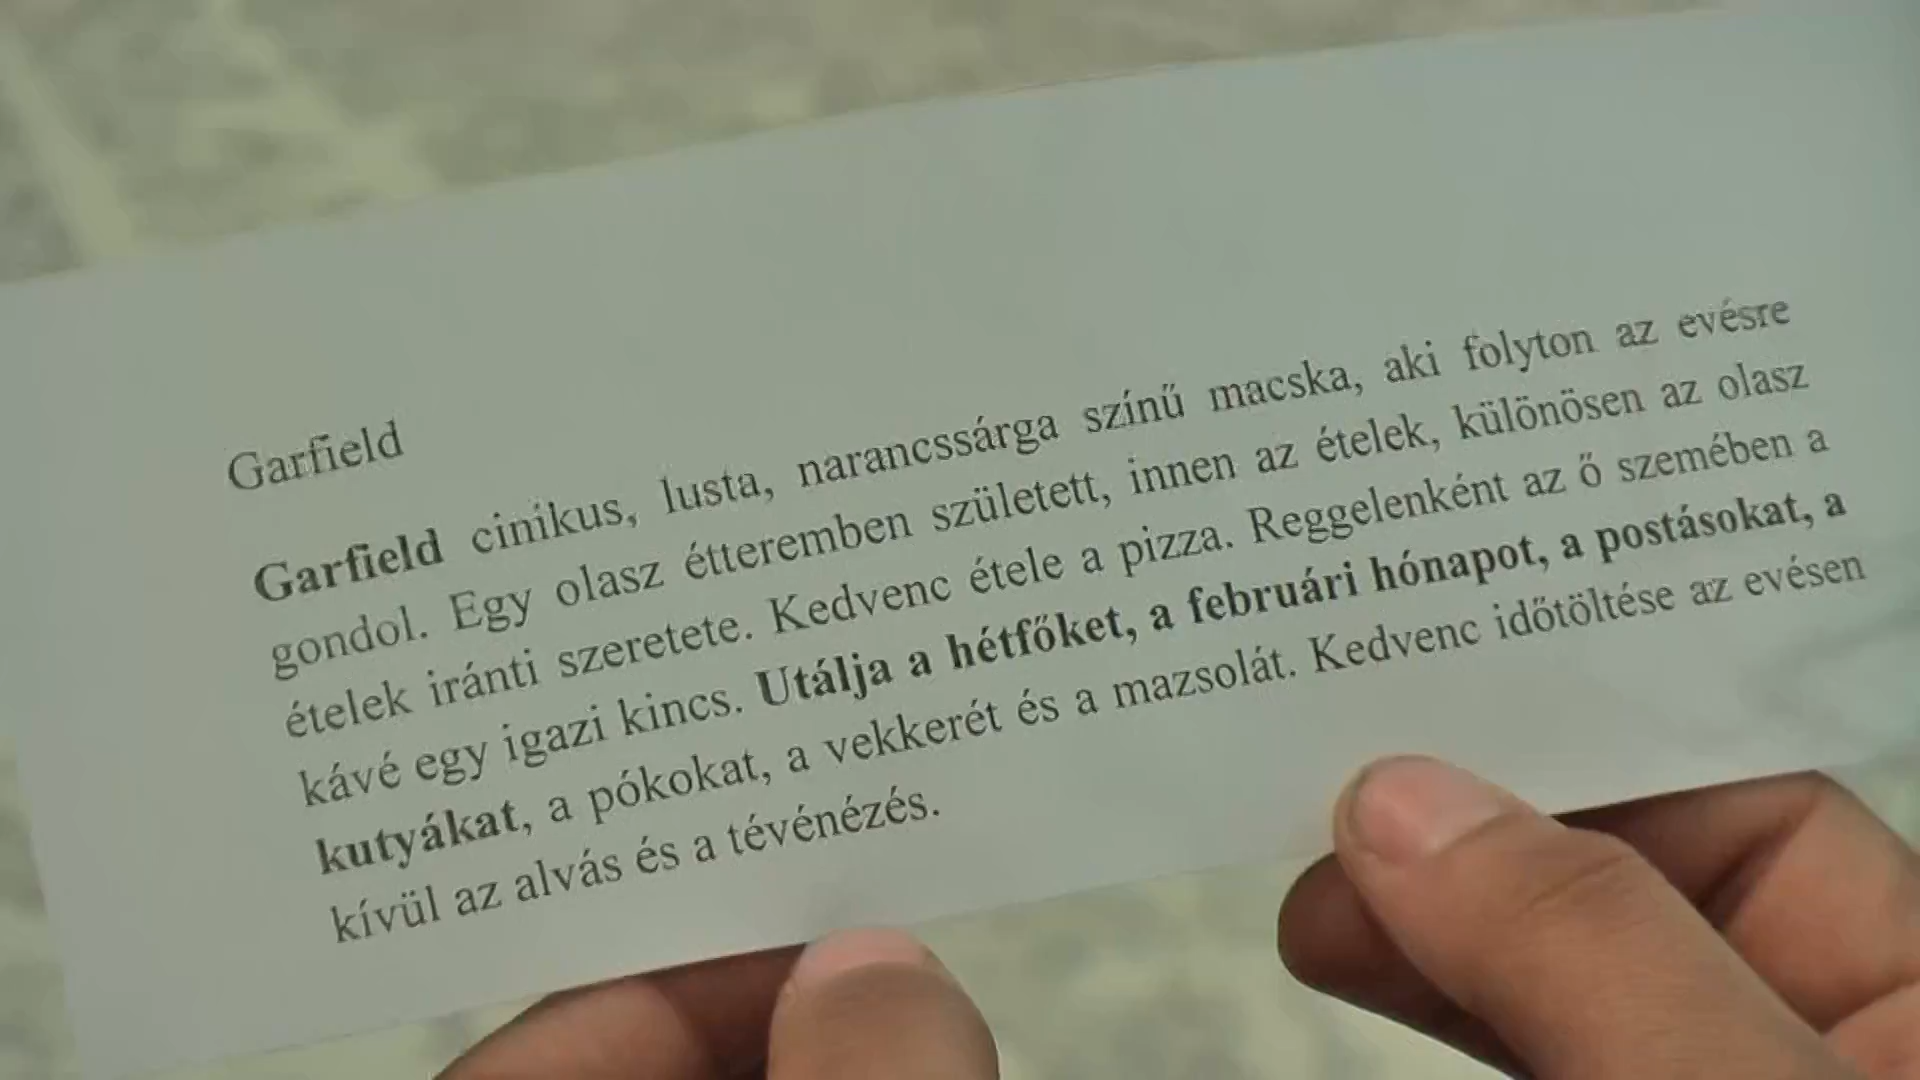 Garfield
Garfield cinikus, lusta, narancssárga színű macska, aki folyton az evésre
gondol. Egy olasz étteremben született, innen az ételek, különösen az olasz
ételek iránti szeretete. Kedvenc étele a pizza. Reggelenként az ő szemében a
kávé egy igazi kincs. Utálja a hétfőket, a februári hónapot, a postásokat, a
kutyákat, a pókokat, a vekkerét és a mazsolát. Kedvenc időtöltése az evésen
kívül az alvás és a tévénézés.